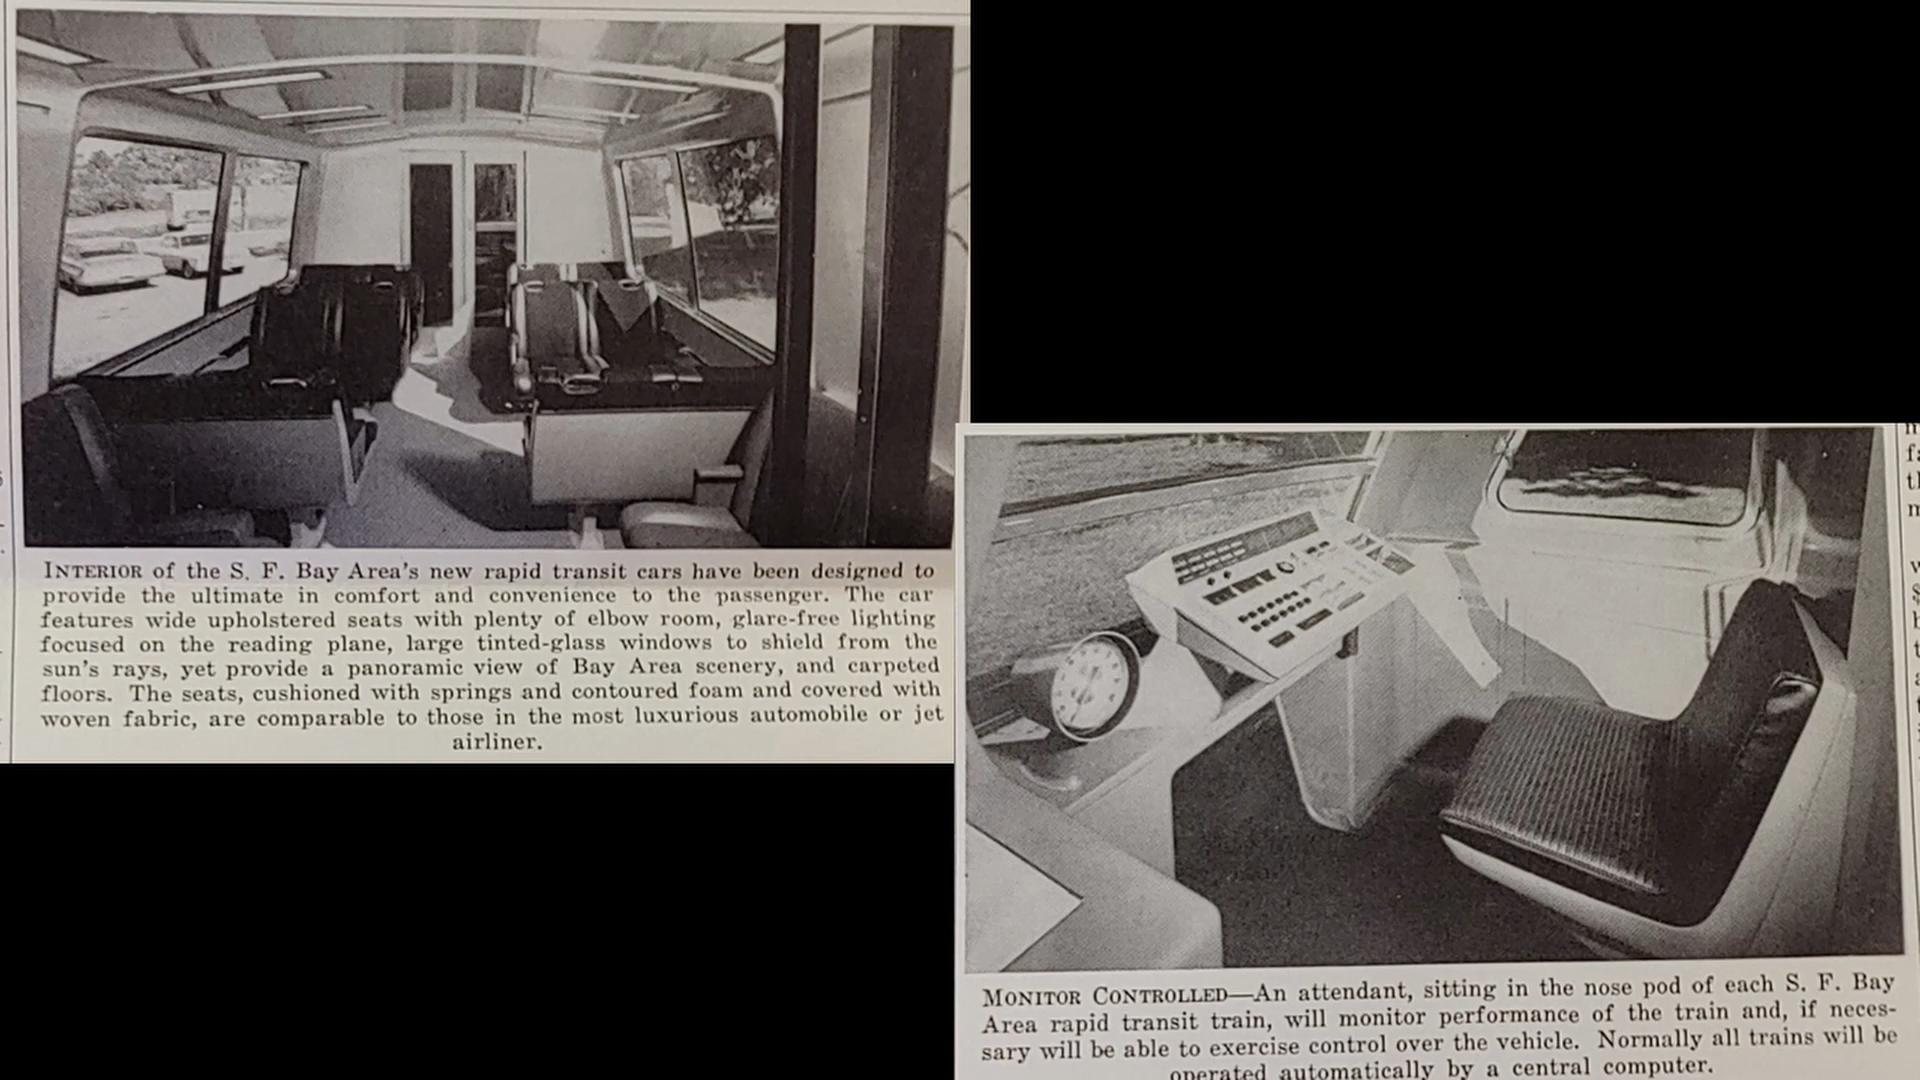 INTERIOR of the S. F. Bay Area's new rapid transit cars have been designed to
provide the ultimate in comfort and convenience to the passenger. The car
features wide upholstered seats with plenty of elbow room, glare-free lighting
focused on the reading plane, large tinted-glass windows to shield from the
sun's rays, yet provide a panoramic view of Bay Area scenery, and carpeted
floors. The seats, cushioned with springs and contoured foam and covered with
woven fabric, are comparable to those in the most luxurious automobile or jet
airliner.
MONITOR CONTROLLED—An attendant, sitting in the nose pod of each S. F. Bay
Area rapid transit train, will monitor performance of the train and, if neces-
sary will be able to exercise control over the vehicle. Normally all trains will be
operated automatically by a central computer.